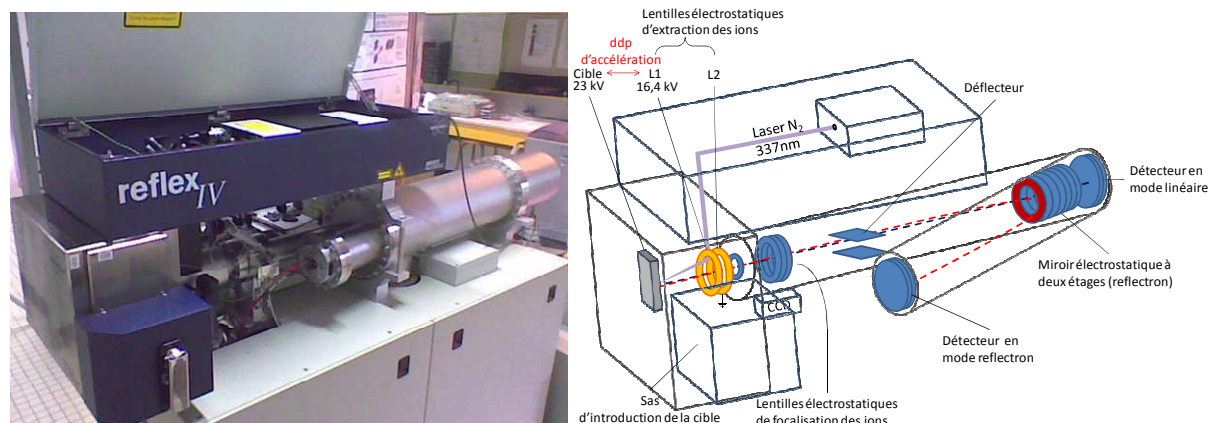 reflex IV
Lentilles électrostatiques
d'extraction des ions
ddp
d'accélération
Cible
23 kV
L1
16,4 kV
L2
Déflecteur
Laser N2
337nm
Détecteur en
mode linéaire
Miroir électrostatique à
deux étages (reflectron)
CCD
Détecteur en
mode reflectron
Sas
d'introduction de la cible
Lentilles électrostatiques
de focalisation des ions